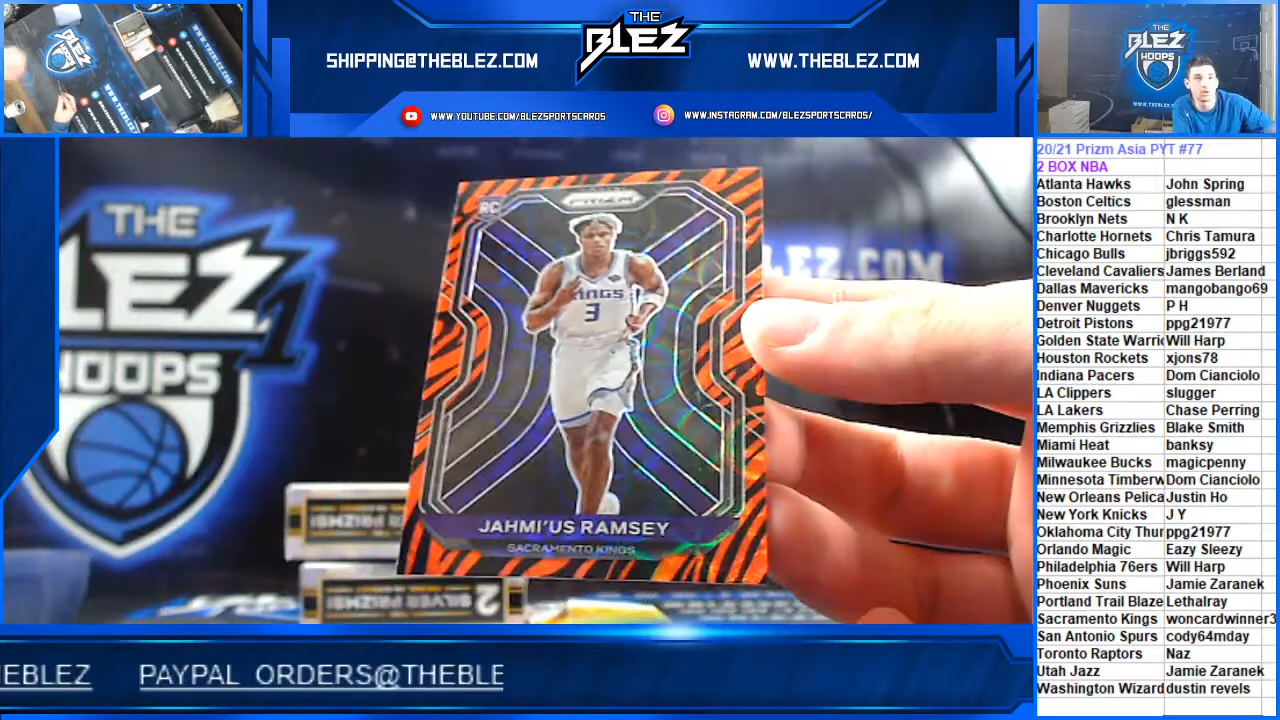 THE
BLEZ
SHIPPING@THEBLEZ.COM
WWW.THEBLEZ.COM
WWW.YOUTUBE.COM/BLEZSPORTSCARDS
WWW.INSTAGRAM.COM/BLEZSPORTSCARDS/
THE
BLEZ
HOOPS
20/21 Prizm Asia PYT #77
2 BOX NBA
Atlanta Hawks John Spring
Boston Celtics glessman
Brooklyn Nets N K
Charlotte Hornets Chris Tamura
Chicago Bulls jbriggs592
Cleveland Cavaliers James Berland
Dallas Mavericks mangobango69
Denver Nuggets P H
Detroit Pistons ppg21977
Golden State Warric Will Harp
Houston Rockets xjons78
Indiana Pacers Dom Cianciolo
LA Clippers slugger
LA Lakers Chase Perring
Memphis Grizzlies Blake Smith
Miami Heat banksy
Milwaukee Bucks magicpenny
Minnesota Timberw Dom Cianciolo
New Orleans Pelica Justin Ho
New York Knicks J Y
Oklahoma City Thur ppg21977
Orlando Magic Eazy Sleezy
Philadelphia 76ers Will Harp
Phoenix Suns Jamie Zaranek
Portland Trail Blaze Lethalray
Sacramento Kings woncardwinner3
San Antonio Spurs cody64mday
Toronto Raptors Naz
Utah Jazz Jamie Zaranek
Washington Wizard dustin revels
THE
LEZ
HOOPS
EZ.COM
RC
PRIZM
KINGS
3
JAHMI'US RAMSEY
SACRAMENTO KINGS
SILVER PRIZMS!
2
HEBLEZ PAYPAL ORDERS@THEBLE